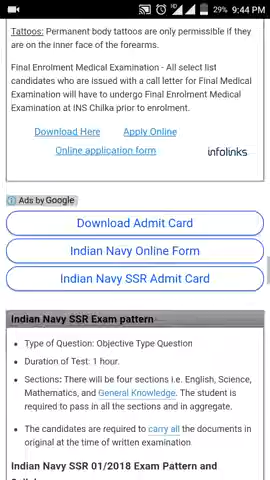 29% 9:44 PM
Tattoos: Permanent body tattoos are only permissible if they
are on the inner face of the forearms.
Final Enrolment Medical Examination - All select list
candidates who are issued with a call letter for Final Medical
Examination will have to undergo Final Enrolment Medical
Examination at INS Chilka prior to enrolment.
Download Here Apply Online
Online application form infolinks
Ads by Google
Download Admit Card
Indian Navy Online Form
Indian Navy SSR Admit Card
Indian Navy SSR Exam pattern
• Type of Question: Objective Type Question
• Duration of Test: 1 hour.
• Sections: There will be four sections i.e. English, Science,
Mathematics, and General Knowledge. The student is
required to pass in all the sections and in aggregate.
• The candidates are required to carry all the documents in
original at the time of written examination
Indian Navy SSR 01/2018 Exam Pattern and